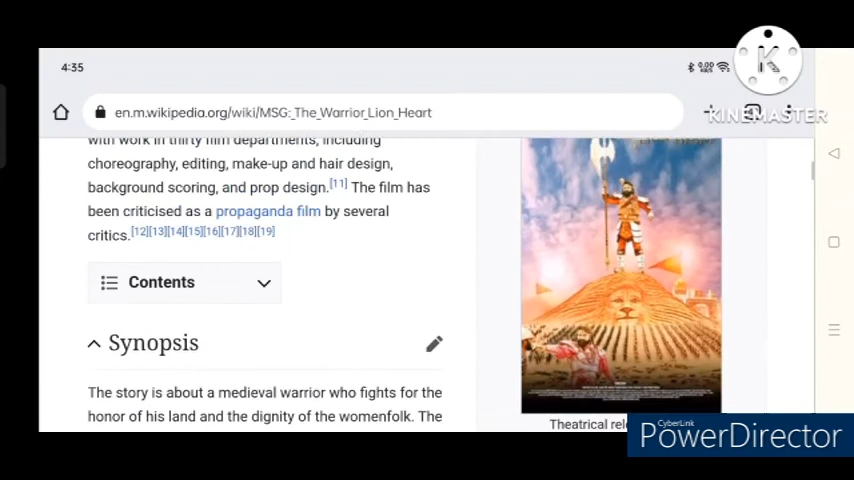 4:35
en.m.wikipedia.org/wiki/MSG:_The_Warrior_Lion_Heart
KINEMASTER
with work in thirty film departments, including
choreography, editing, make-up and hair design,
background scoring, and prop design.[11] The film has
been criticised as a propaganda film by several
critics.[12][13][14][15][16][17][18][19]
Contents
Synopsis
The story is about a medieval warrior who fights for the
honor of his land and the dignity of the womenfolk. The
Theatrical
CyberLink
PowerDirector